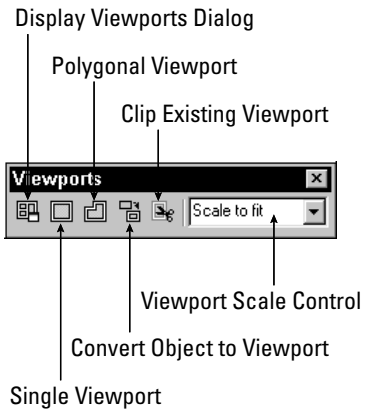 Display Viewports Dialog
Polygonal Viewport
Clip Existing Viewport
Viewports
Scale to fit
Viewport Scale Control
Convert Object to Viewport
Single Viewport